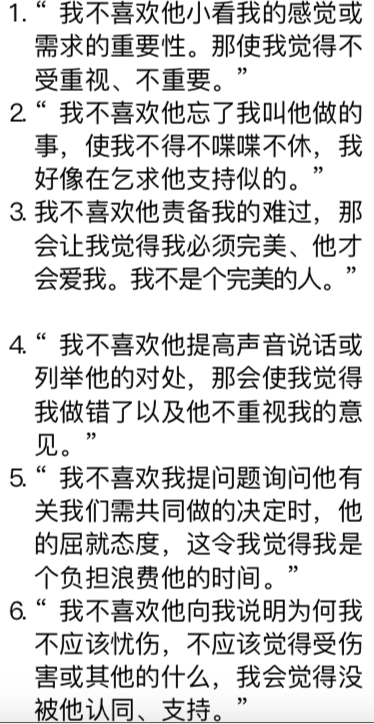 1. “ 我不喜欢他小看我的感觉或
需求的重要性。那使我觉得不
受重视、不重要。”
2. “ 我不喜欢他忘了我叫他做的
事，使我不得不喋喋不休，我
好像在乞求他支持似的。”
3. 我不喜欢他责备我的难过，那
会让我觉得我必须完美、他才
会爱我。我不是个完美的人。”
4. “ 我不喜欢他提高声音说话或
列举他的对处，那会使我觉得
我做错了以及他不重视我的意
见。”
5. “ 我不喜欢我提问题询问他有
关我们需共同做的决定时，他
的屈就态度，这令我觉得我是
个负担浪费他的时间。”
6. “ 我不喜欢他向我说明为何我
不应该忧伤，不应该觉得受伤
害或其他的什么，我会觉得没
被他认同、支持。”